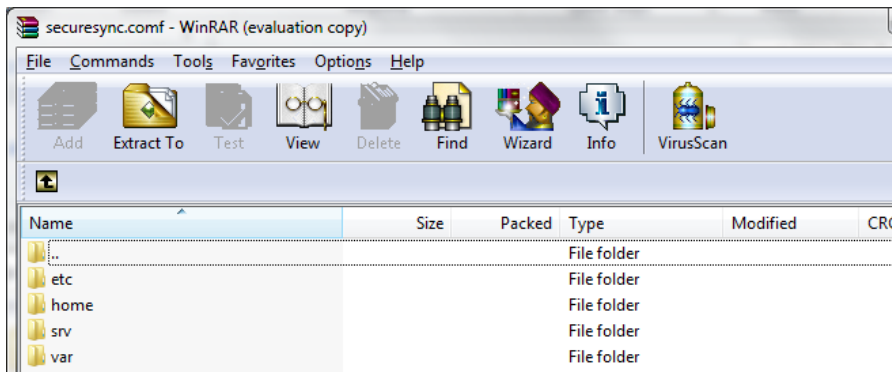 securesync.comf - WinRAR (evaluation copy)
File Commands Tools Favorites Options Help
Add Extract To Test View Delete Find Wizard Info VirusScan
Name Size Packed Type Modified CRC
.. File folder
etc File folder
home File folder
srv File folder
var File folder